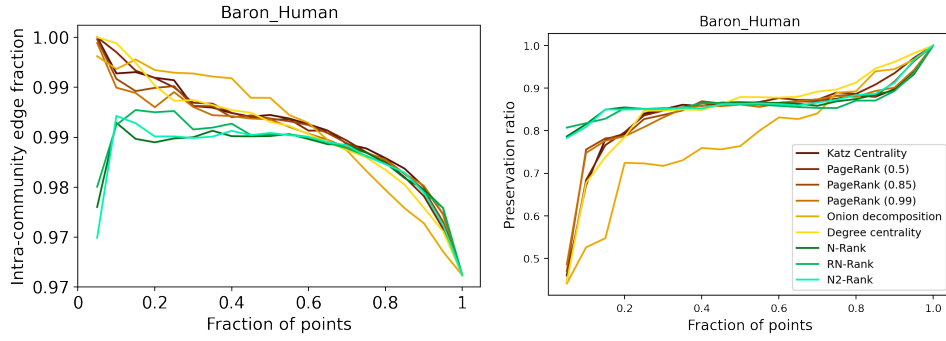 Baron_Human
Intra-community edge fraction
1.00
0.99
0.99
0.98
0.97
0.97
0
0.2
0.4
0.6
0.8
1
Fraction of points
Baron_Human
Preservation ratio
1.0
0.9
0.8
0.7
0.6
0.5
0.2
0.4
0.6
0.8
1.0
Fraction of points
Katz Centrality
PageRank (0.5)
PageRank (0.85)
PageRank (0.99)
Onion decomposition
Degree centrality
N-Rank
RN-Rank
N2-Rank